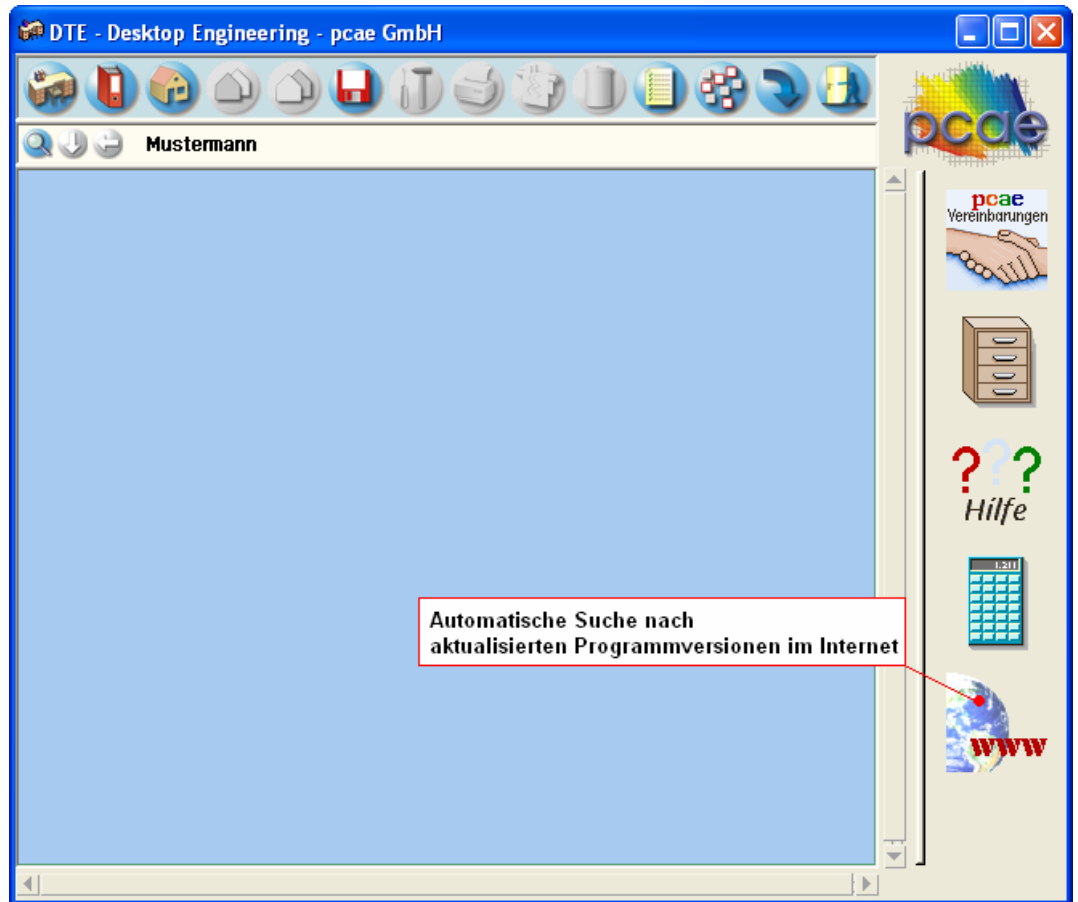 DTE - Desktop Engineering - pcae GmbH
pcae
Mustermann
pcae
Vereinbarungen
? ? ?
Hilfe
1.211
Automatische Suche nach
aktualisierten Programmversionen im Internet
www